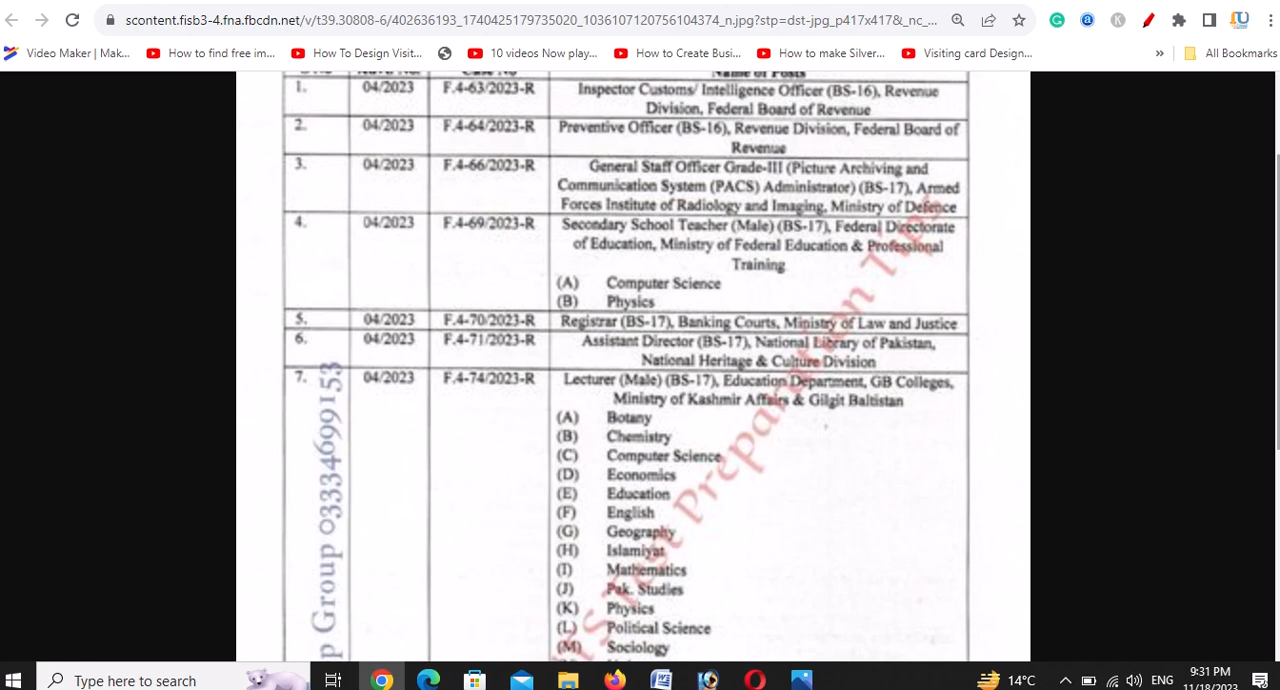 scontent.fisb3-4.fna.fbcdn.net/v/t39.30808-6/402636193_1740425179735020_1036107120756104374_n.jpg?stp=dst-jpg_p417x417&_nc_...
Video Maker | Mak...
How to find free im...
How To Design Visit...
10 videos Now play...
How to Create Busi...
How to make Silver...
Visiting card Design...
»
All Bookmarks
Name of Posts
1. 04/2023 F.4-63/2023-R Inspector Customs/ Intelligence Officer (BS-16), Revenue
Division, Federal Board of Revenue
2. 04/2023 F.4-64/2023-R Preventive Officer (BS-16), Revenue Division, Federal Board of
Revenue
3. 04/2023 F.4-66/2023-R General Staff Officer Grade-III (Picture Archiving and
Communication System (PACS) Administrator) (BS-17), Armed
Forces Institute of Radiology and Imaging, Ministry of Defence
4. 04/2023 F.4-69/2023-R Secondary School Teacher (Male) (BS-17), Federal Directorate
of Education, Ministry of Federal Education & Professional
Training
(A) Computer Science
(B) Physics
5. 04/2023 F.4-70/2023-R Registrar (BS-17), Banking Courts, Ministry of Law and Justice
6. 04/2023 F.4-71/2023-R Assistant Director (BS-17), National Library of Pakistan,
National Heritage & Culture Division
7. 04/2023 F.4-74/2023-R Lecturer (Male) (BS-17), Education Department, GB Colleges,
Ministry of Kashmir Affairs & Gilgit Baltistan
(A) Botany
(B) Chemistry
(C) Computer Science
(D) Economics
(E) Education
(F) English
(G) Geography
(H) Islamiyat
(I) Mathematics
(J) Pak. Studies
(K) Physics
(L) Political Science
(M) Sociology
p Group 03334699153
Test Preparation Tips
Type here to search
14°C
ENG
9:31 PM
11/18/2023